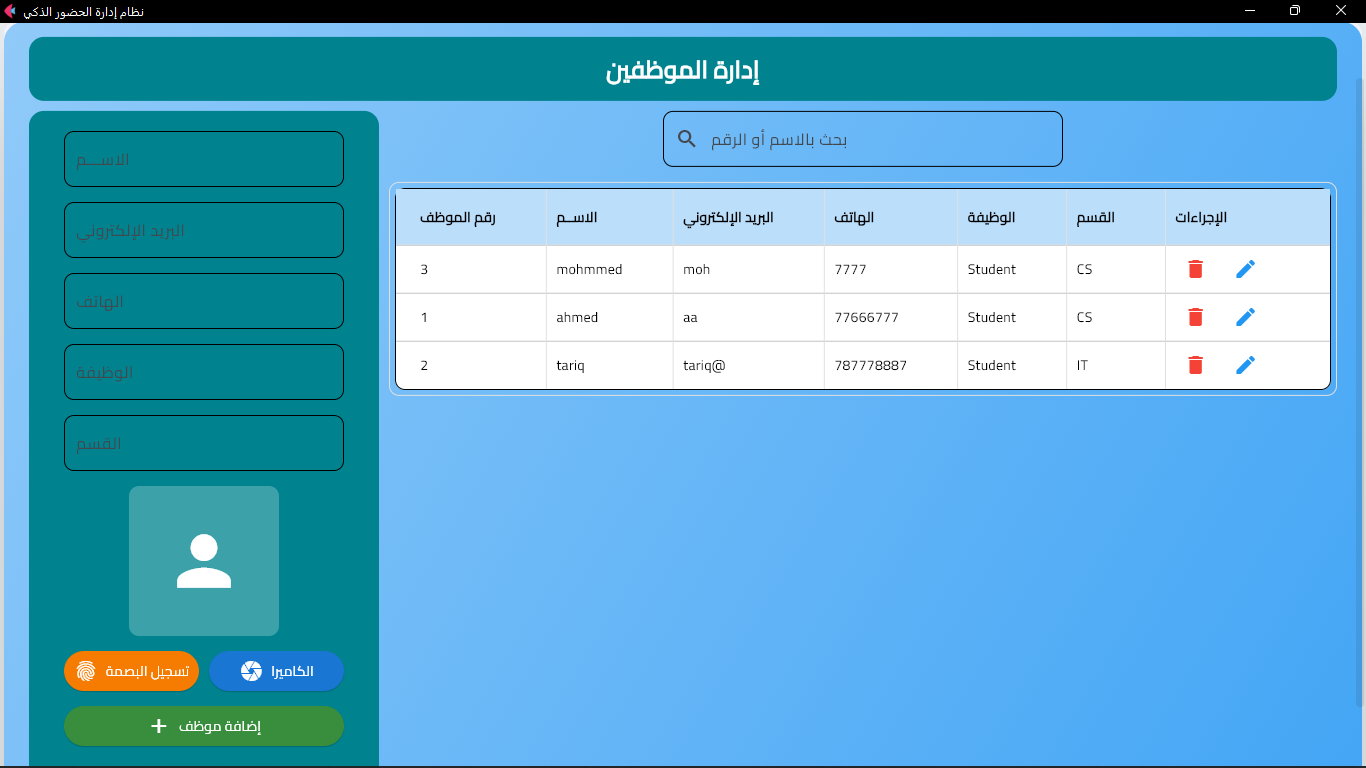 نظام إدارة الحضور الذكي
إدارة الموظفين
الاســـم
البريد الإلكتروني
الهاتف
الوظيفة
القسم
تسجيل البصمة الكاميرا
إضافة موظف
بحث بالاسم أو الرقم
رقم الموظف الاســم البريد الإلكتروني الهاتف الوظيفة القسم الإجراءات
3 mohmmed moh 7777 Student CS
1 ahmed aa 77666777 Student CS
2 tariq tariq@ 787778887 Student IT